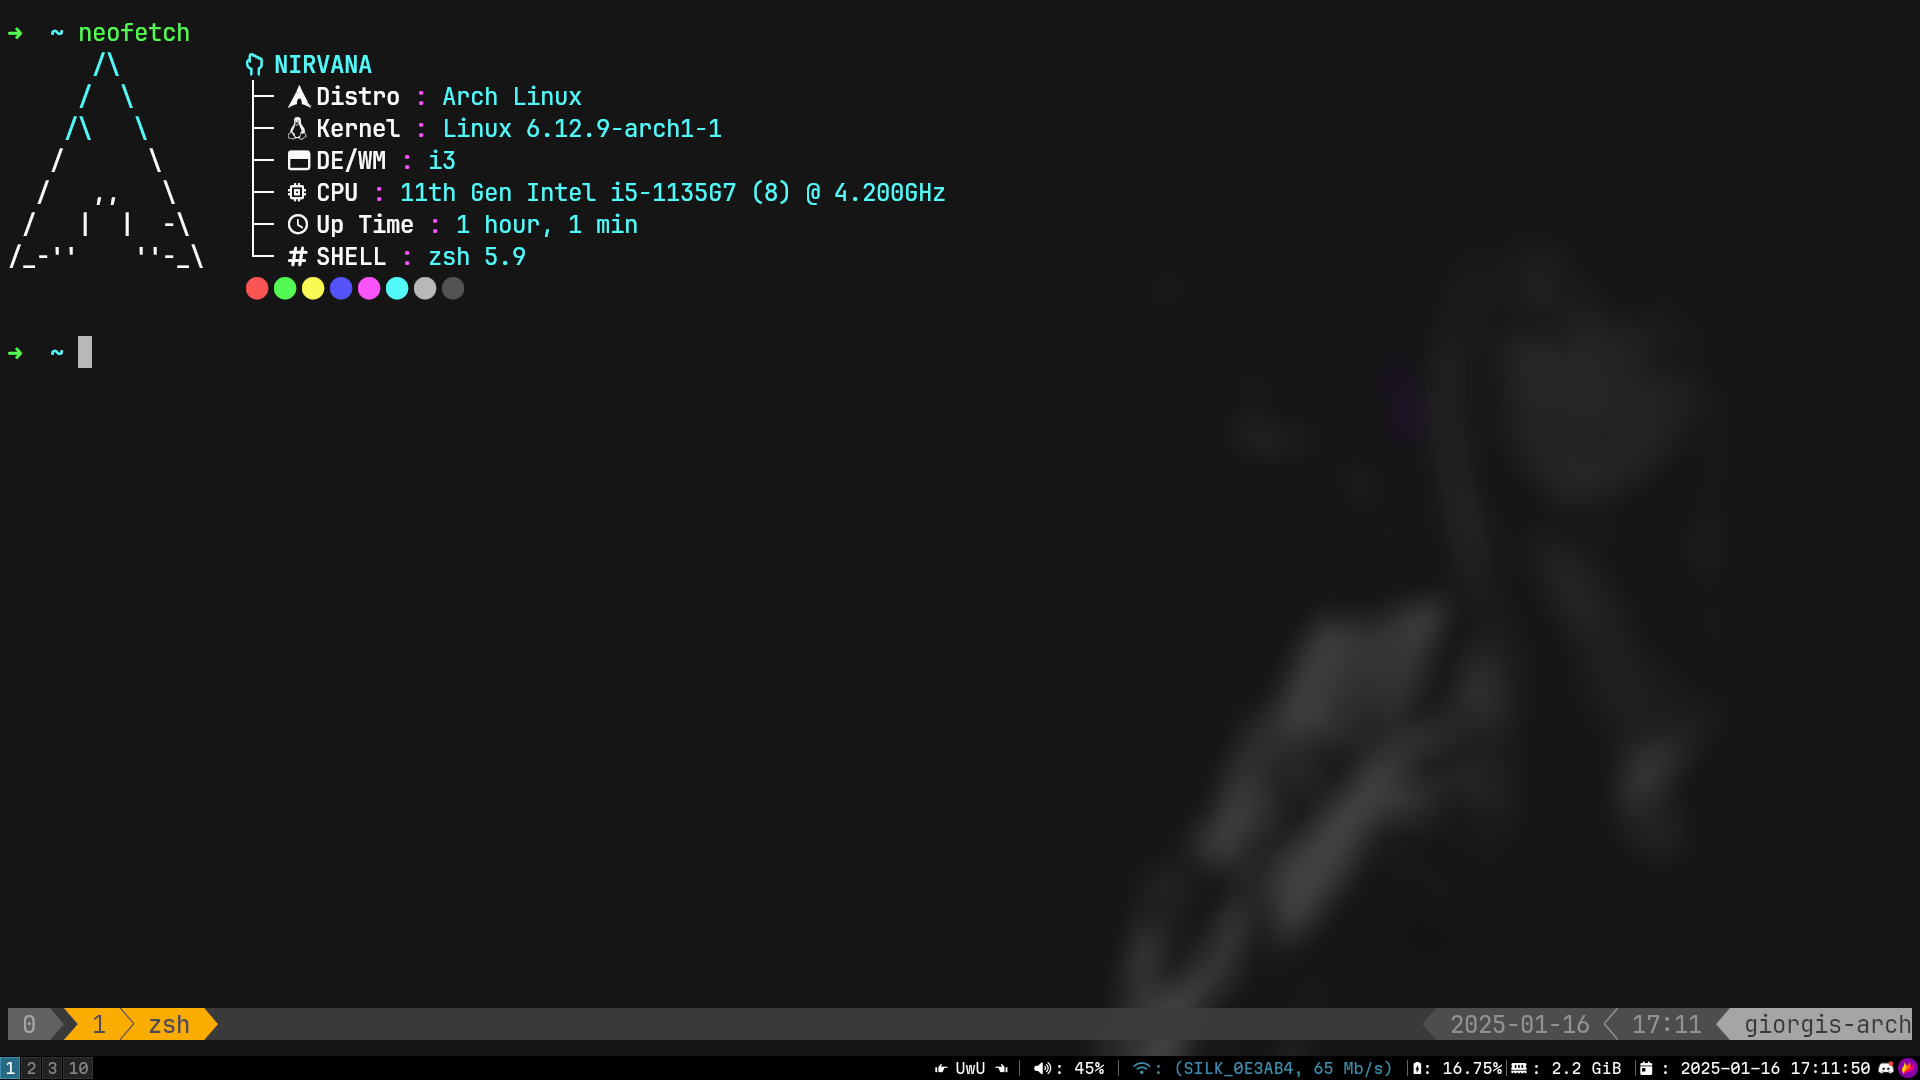 ➜  ~ neofetch
       /\
      /  \
     /\   \
    /      \
   /   ,,   \
  /   |  |  -\
 /_-''    ''-_\
NIRVANA
Distro : Arch Linux
Kernel : Linux 6.12.9-arch1-1
DE/WM : i3
CPU : 11th Gen Intel i5-1135G7 (8) @ 4.200GHz
Up Time : 1 hour, 1 min
SHELL : zsh 5.9
➜  ~
0 1 zsh 2025-01-16 17:11 giorgis-arch
1 2 3 10 UwU | : 45% | : (SILK_0E3AB4, 65 Mb/s) | : 16.75%| : 2.2 GiB | : 2025-01-16 17:11:50